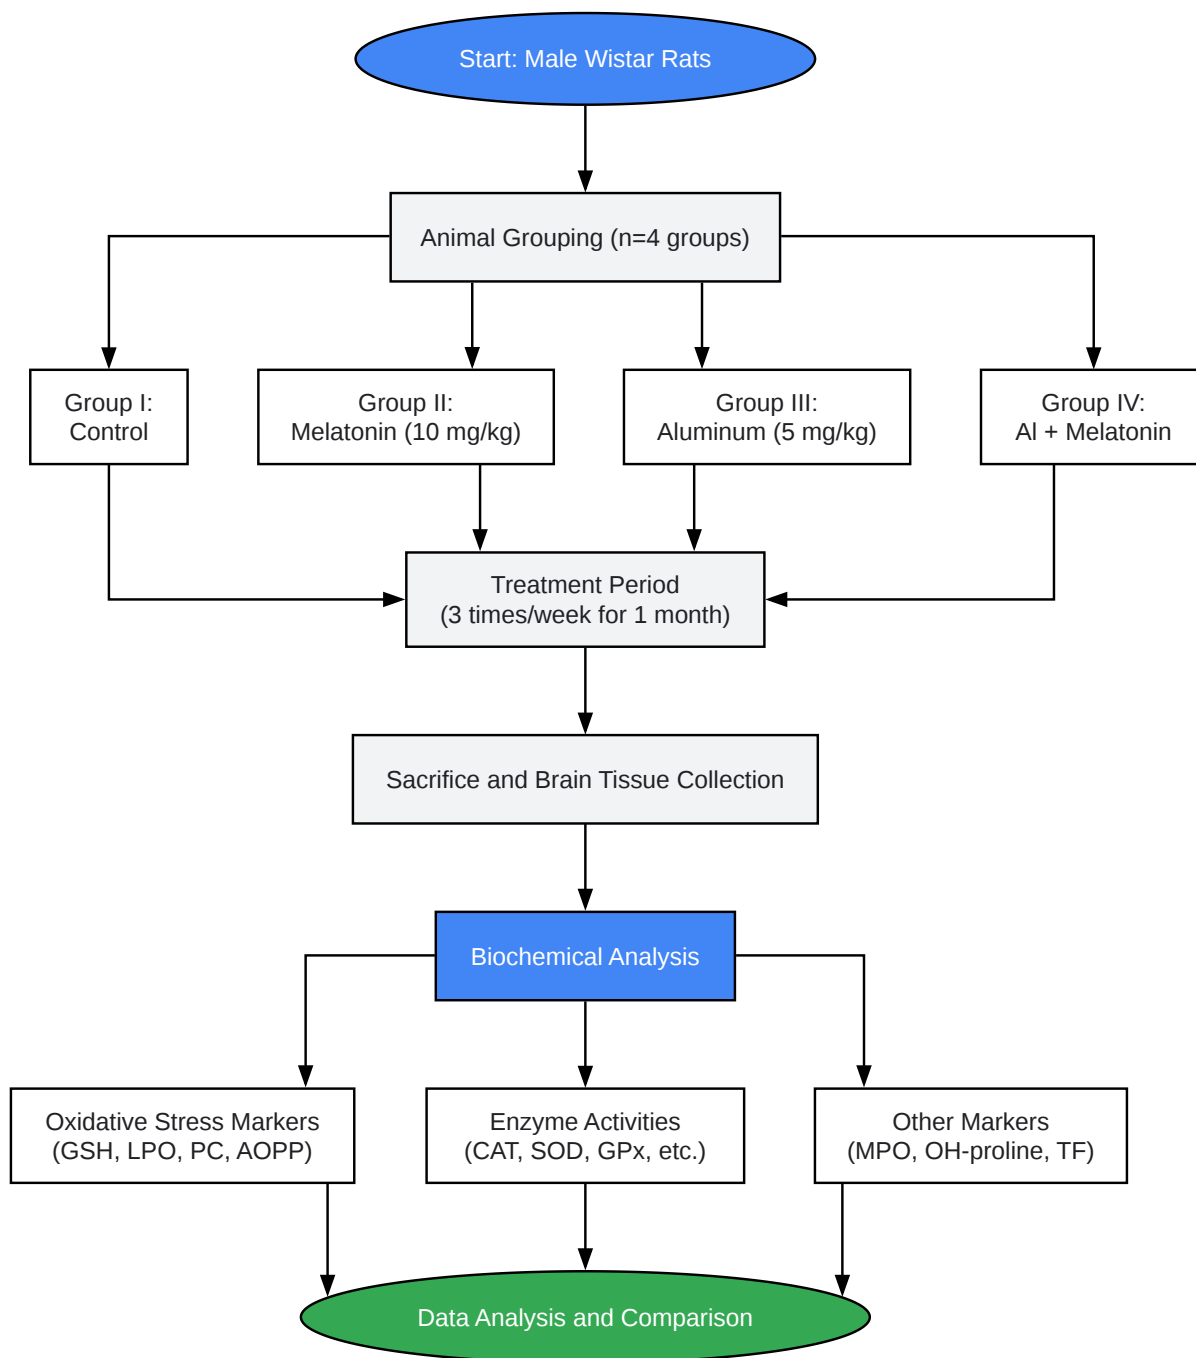 Start: Male Wistar Rats
Animal Grouping (n=4 groups)
Group I:
Control
Group II:
Melatonin (10 mg/kg)
Group III:
Aluminum (5 mg/kg)
Group IV:
Al + Melatonin
Treatment Period
(3 times/week for 1 month)
Sacrifice and Brain Tissue Collection
Biochemical Analysis
Oxidative Stress Markers
(GSH, LPO, PC, AOPP)
Enzyme Activities
(CAT, SOD, GPx, etc.)
Other Markers
(MPO, OH-proline, TF)
Data Analysis and Comparison